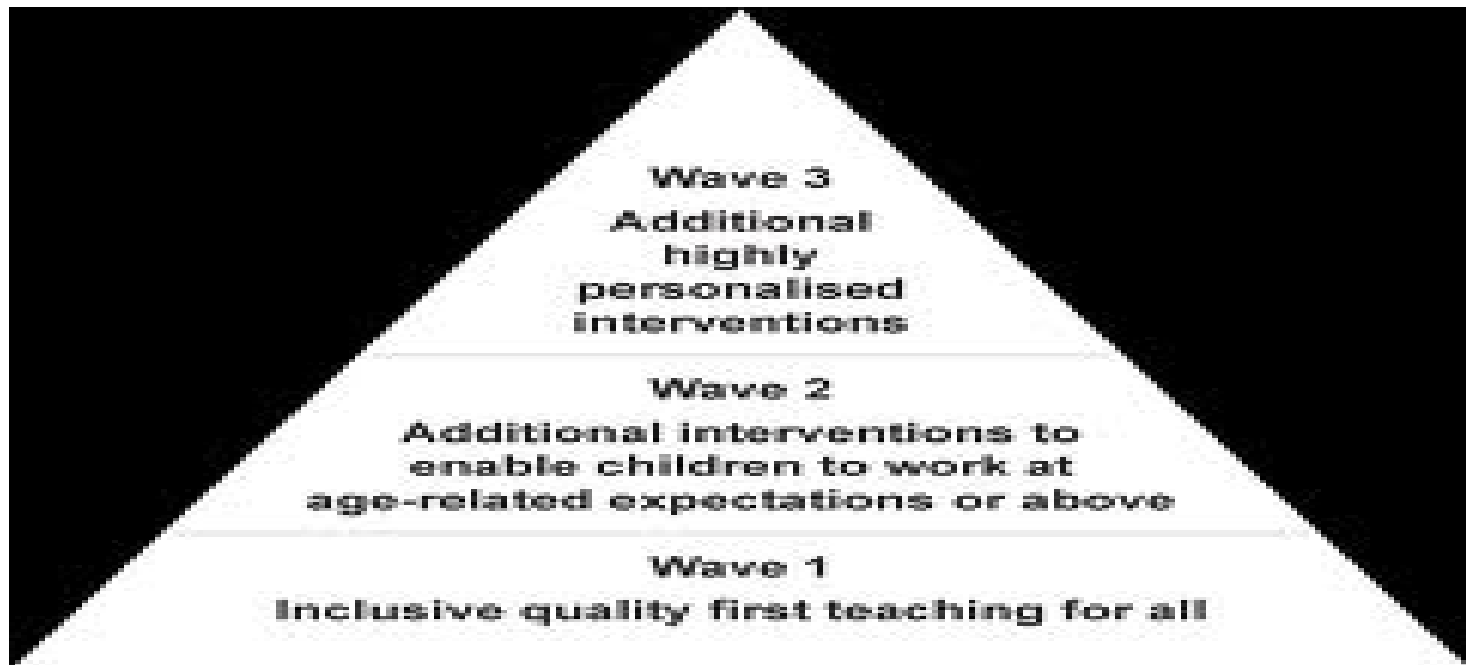 Wave 3
Additional
highly
personalised
interventions
Wave 2
Additional interventions to
enable children to work at
age-related expectations or above
Wave 1
Inclusive quality first teaching for all